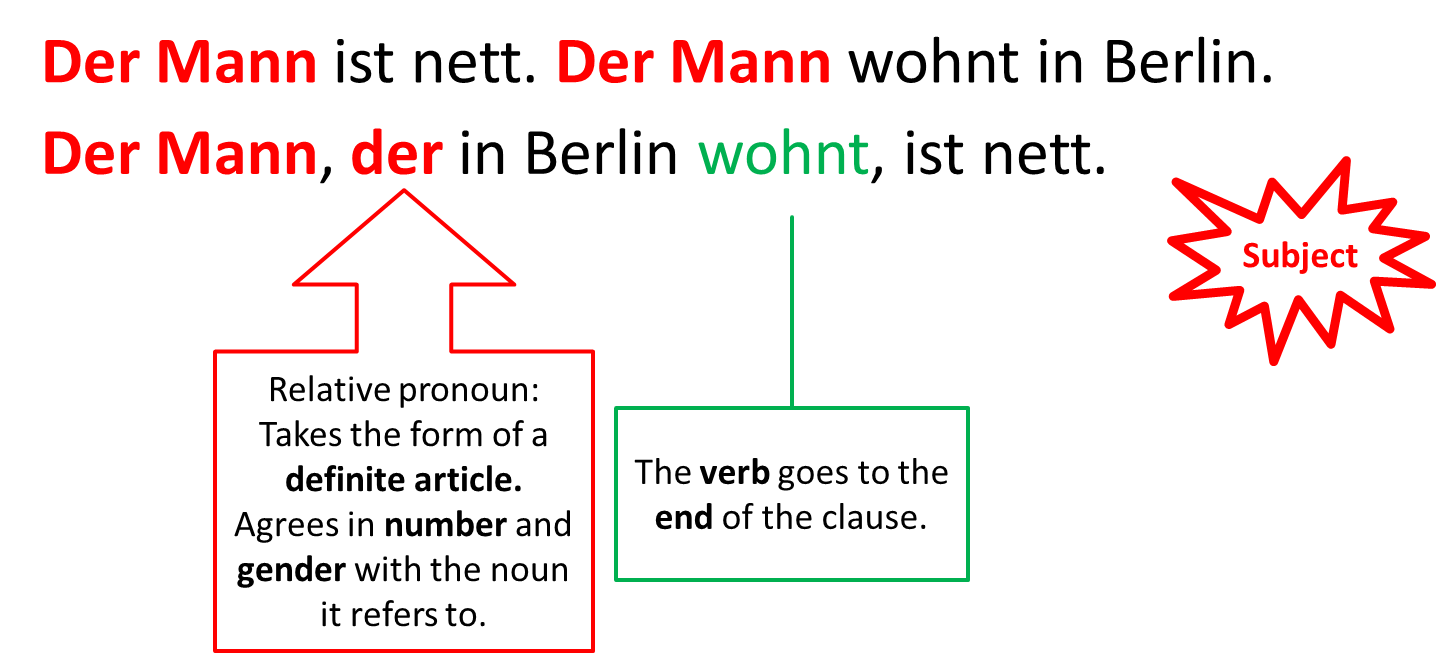 Der Mann ist nett. Der Mann wohnt in Berlin.
Der Mann, der in Berlin wohnt, ist nett.
Subject
Relative pronoun:
Takes the form of a
definite article.
Agrees in number and
gender with the noun
it refers to.
The verb goes to the
end of the clause.